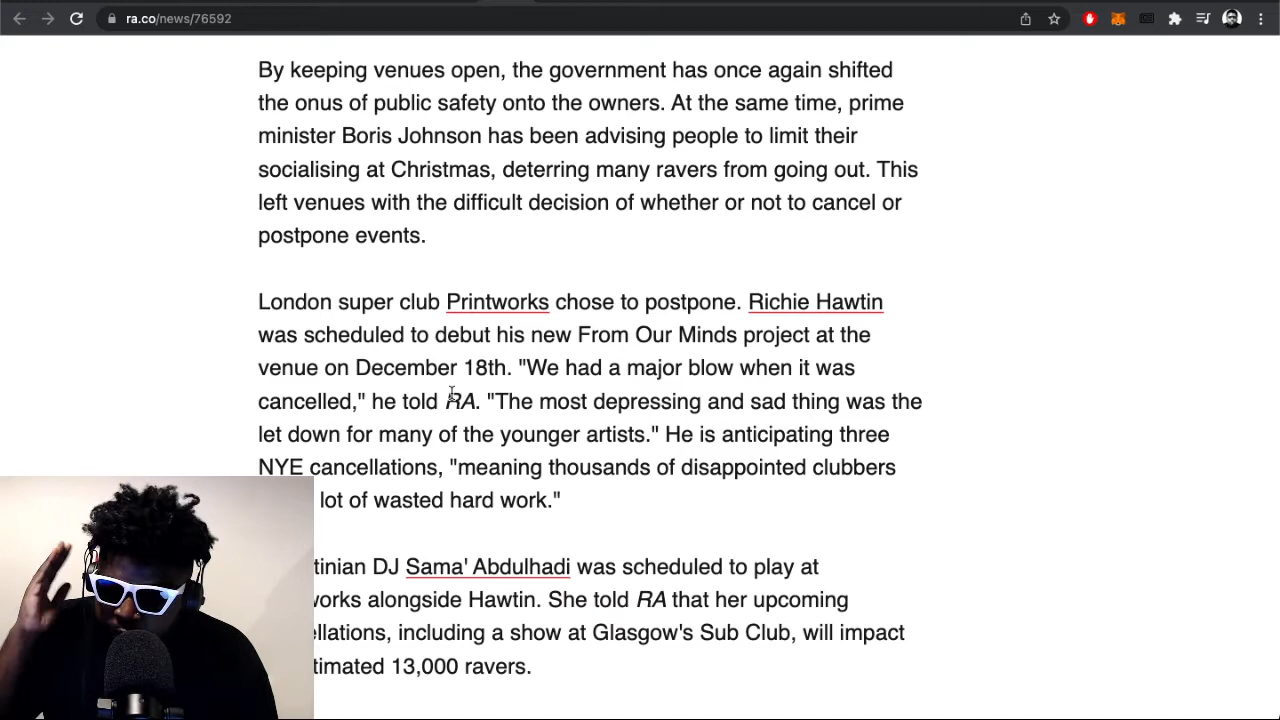 ra.co/news/76592
By keeping venues open, the government has once again shifted
the onus of public safety onto the owners. At the same time, prime
minister Boris Johnson has been advising people to limit their
socialising at Christmas, deterring many ravers from going out. This
left venues with the difficult decision of whether or not to cancel or
postpone events.
London super club Printworks chose to postpone. Richie Hawtin
was scheduled to debut his new From Our Minds project at the
venue on December 18th. "We had a major blow when it was
cancelled," he told RA. "The most depressing and sad thing was the
let down for many of the younger artists." He is anticipating three
NYE cancellations, "meaning thousands of disappointed clubbers
lot of wasted hard work."
tinian DJ Sama' Abdulhadi was scheduled to play at
works alongside Hawtin. She told RA that her upcoming
ellations, including a show at Glasgow's Sub Club, will impact
timated 13,000 ravers.